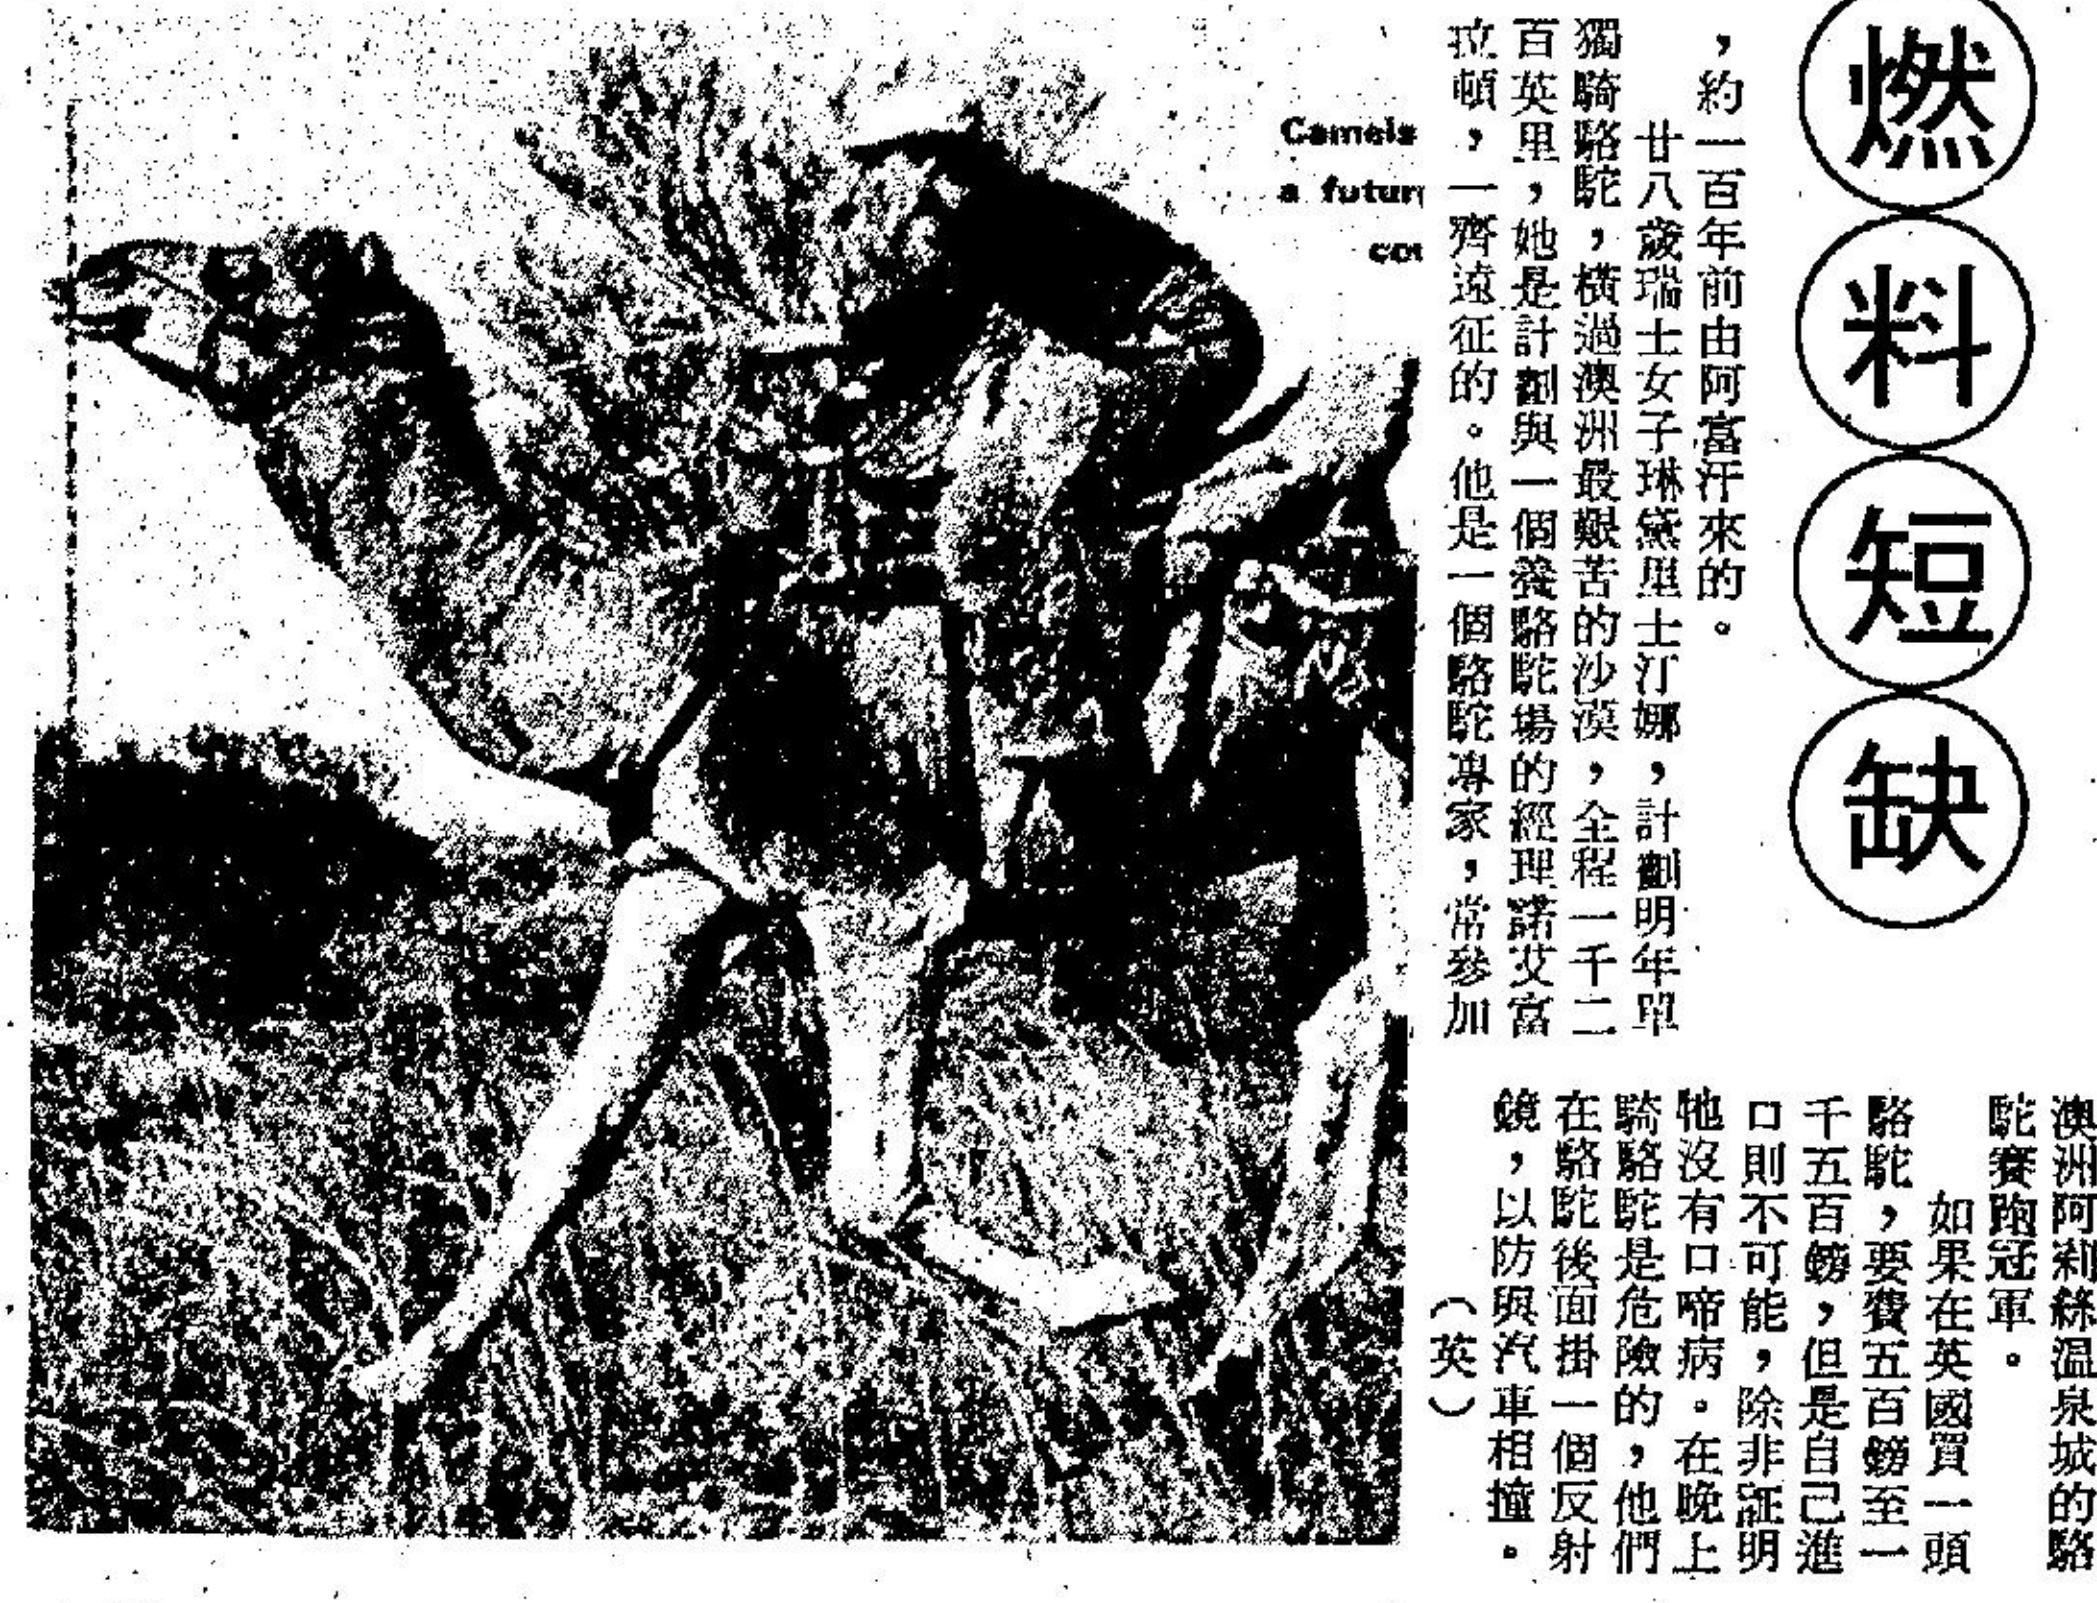 燃料短缺
，約一百年前由阿富汗來的。
廿八歲瑞士女子琳黛里士汀娜，計劃明年單
獨騎駱駝，橫過澳洲最艱苦的沙漠，全程一千二
百英里，她是計劃與一個養駱駝場的經理諾艾富
拉頓，一齊遠征的。他是一個駱駝專家，常參加
澳洲阿莉絲温泉城的駱
駝賽跑冠軍。
如果在英國買一頭
駱駝，要費五百鎊至一
千五百鎊，但是自己進
口則不可能，除非証明
牠沒有口啼病。在晚上
騎駱駝是危險的，他們
在駱駝後面掛一個反射
鏡，以防與汽車相撞。
（英）
Camels
a futur
co